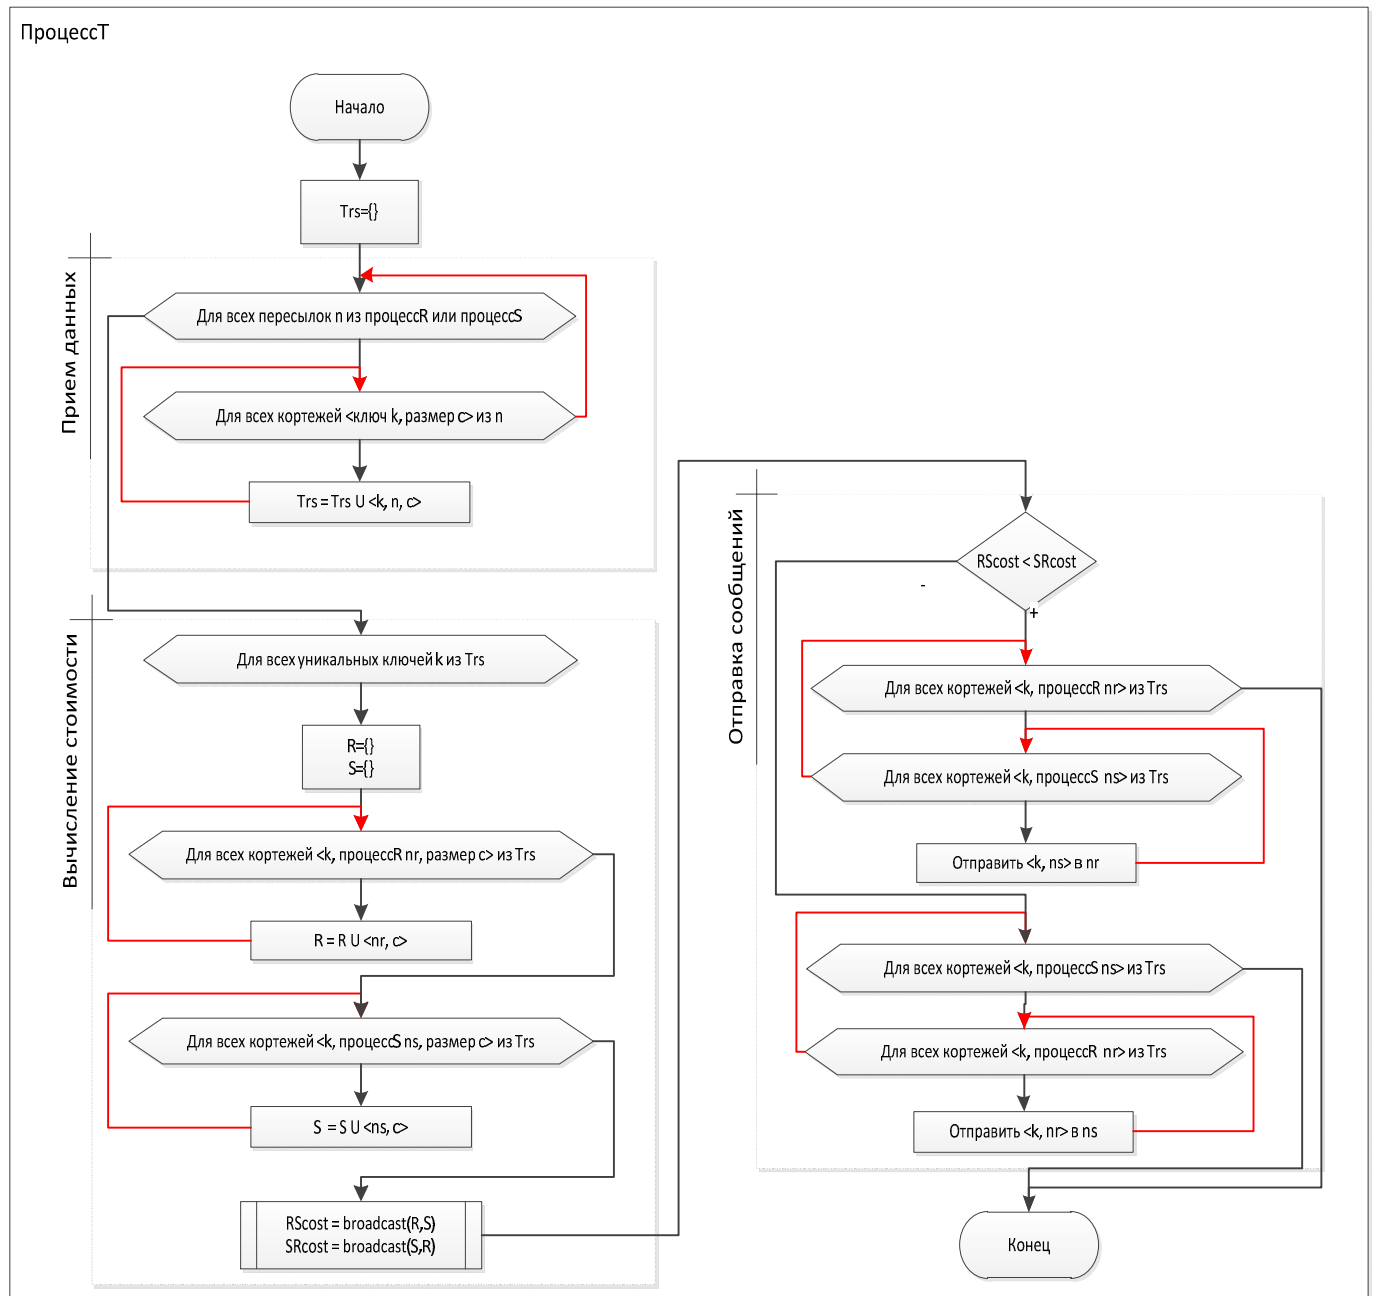 ПроцессT
Начало
Trs={}
Прием данных
Для всех пересылок n из процессR или процессS
Для всех кортежей <ключ k, размер c> из n
Trs = Trs U <k, n, c>
Вычисление стоимости
Для всех уникальных ключей k из Trs
R={}
S={}
Для всех кортежей <k, процессR nr, размер c> из Trs
R = R U <nr, c>
Для всех кортежей <k, процессS ns, размер c> из Trs
S = S U <ns, c>
RScost = broadcast(R,S)
SRcost = broadcast(S,R)
Отправка сообщений
RScost < SRcost
-
+
Для всех кортежей <k, процессR nr> из Trs
Для всех кортежей <k, процессS ns> из Trs
Отправить <k, ns> в nr
Для всех кортежей <k, процессS ns> из Trs
Для всех кортежей <k, процессR nr> из Trs
Отправить <k, nr> в ns
Конец